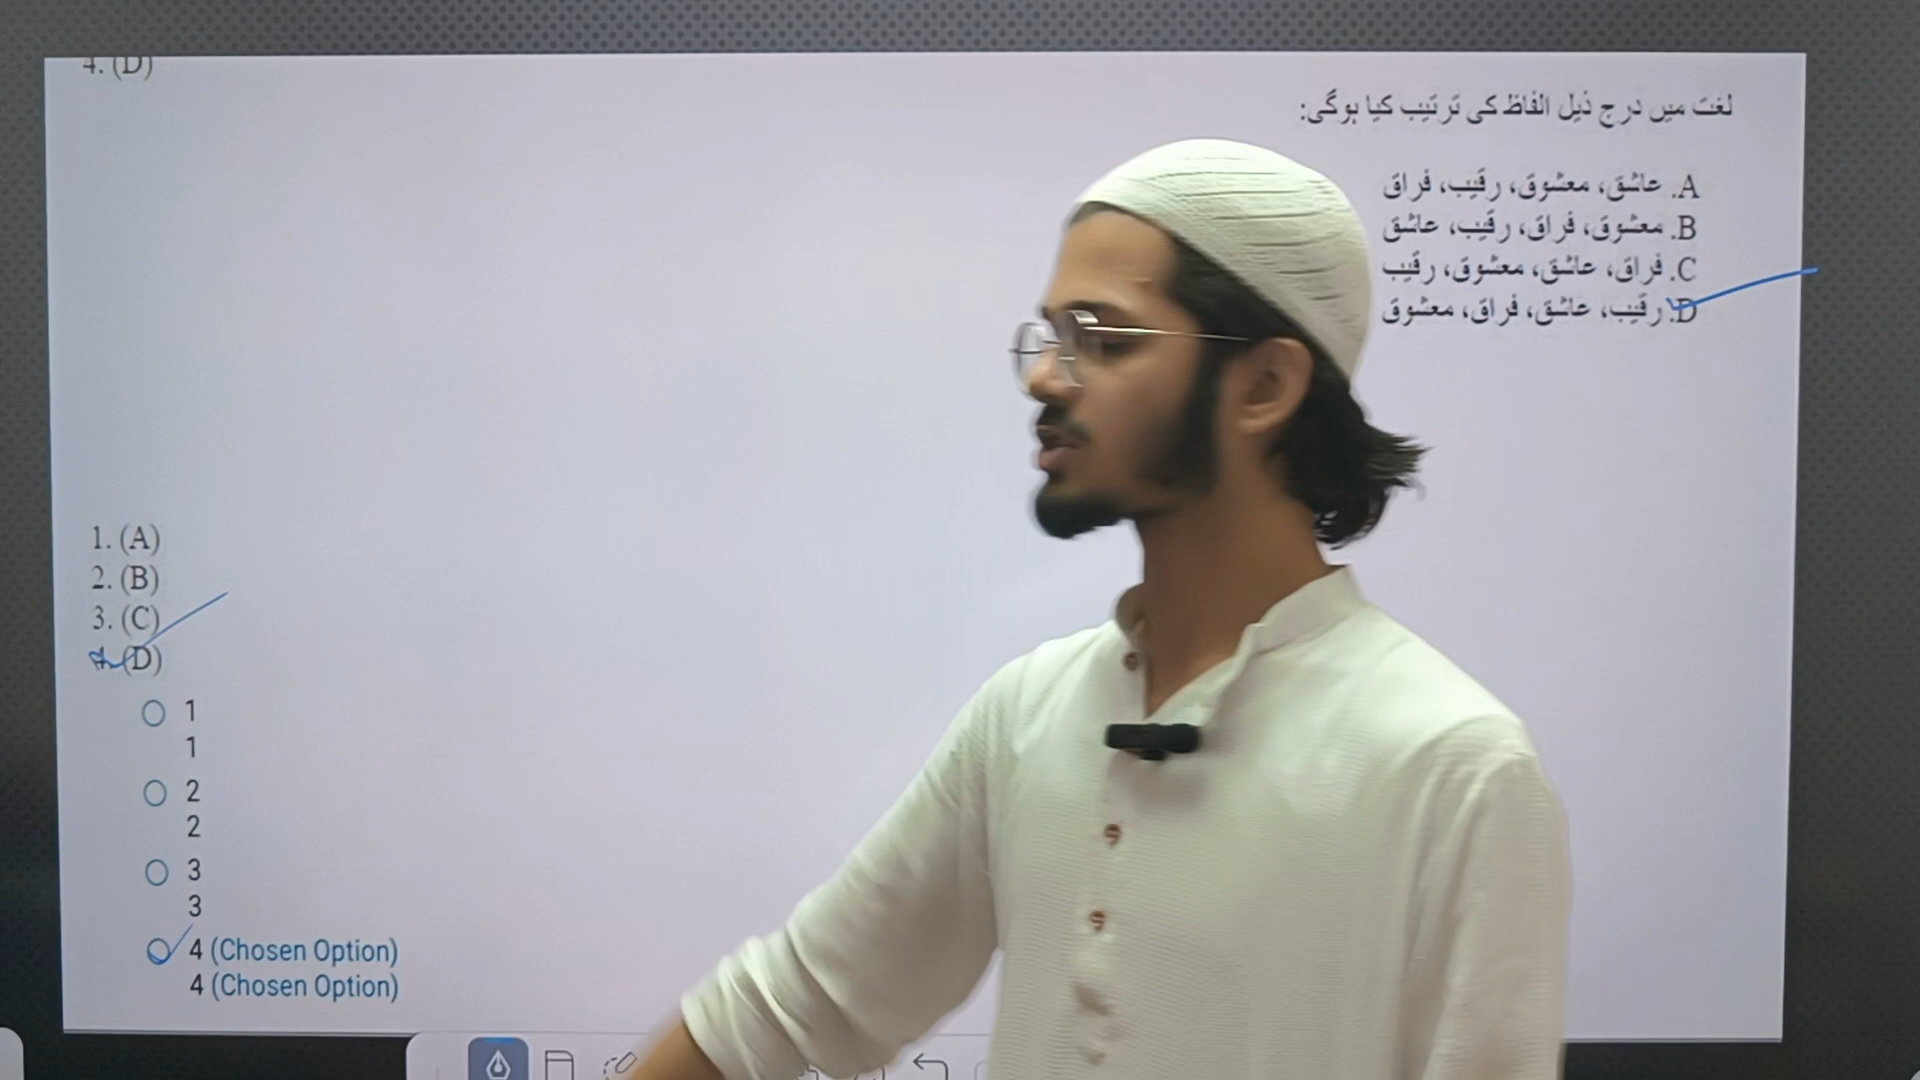 4. (D)
لغت میں درج ذیل الفاظ کی ترتیب کیا ہوگی:
A. عاشق، معشوق، رقیب، فراق
B. معشوق، فراق، رقیب، عاشق
C. فراق، عاشق، معشوق، رقیب
D. رقیب، عاشق، فراق، معشوق
1. (A)
2. (B)
3. (C)
4. (D)
1
1
2
2
3
3
4 (Chosen Option)
4 (Chosen Option)